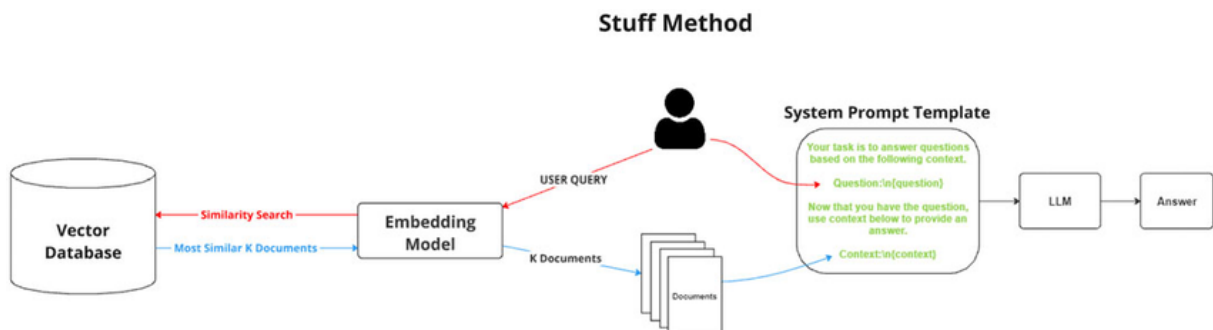 Stuff Method
System Prompt Template
Your task is to answer questions
based on the following context.
Question:\n{question}
Now that you have the question,
use context below to provide an
answer.
Context:\n{context}
USER QUERY
Similarity Search
Most Similar K Documents
Vector
Database
Embedding
Model
K Documents
Documents
LLM
Answer